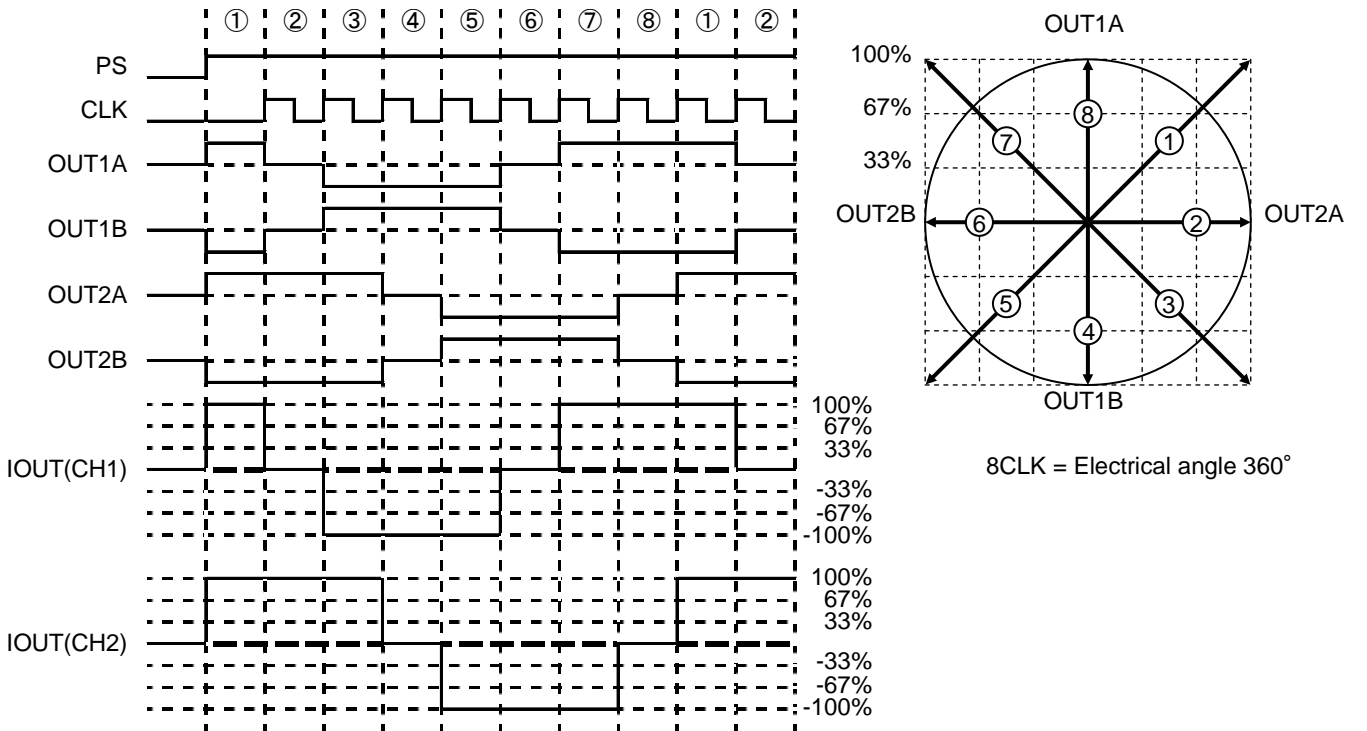 ① ② ③ ④ ⑤ ⑥ ⑦ ⑧ ① ②
PS
CLK
OUT1A
OUT1B
OUT2A
OUT2B
IOUT(CH1)
100%
67%
33%
-33%
-67%
-100%
IOUT(CH2)
100%
67%
33%
-33%
-67%
-100%
OUT1A
100%
67%
33%
⑧
⑦ ①
OUT2B ⑥ ② OUT2A
⑤ ③
④
OUT1B
8CLK = Electrical angle 360°